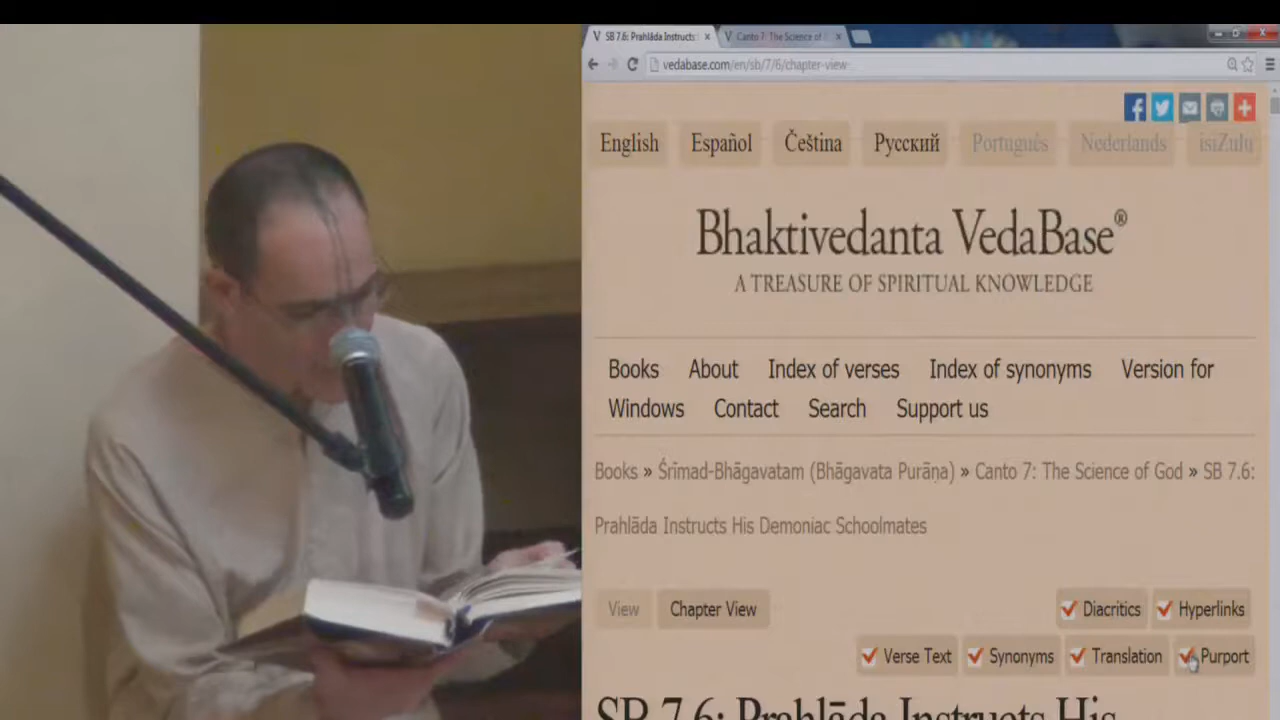 SB 7.6: Prahlāda Instructs
Canto 7: The Science of
vedabase.com/en/sb/7/6/chapter-view
English Español Čeština Русский Português Nederlands isiZulu
Bhaktivedanta VedaBase®
A TREASURE OF SPIRITUAL KNOWLEDGE
Books About Index of verses Index of synonyms Version for
Windows Contact Search Support us
Books » Śrīmad-Bhāgavatam (Bhāgavata Purāṇa) » Canto 7: The Science of God » SB 7.6:
Prahlāda Instructs His Demoniac Schoolmates
View Chapter View Diacritics Hyperlinks
Verse Text Synonyms Translation Purport
SB 7.6: Prahlāda Instructs His